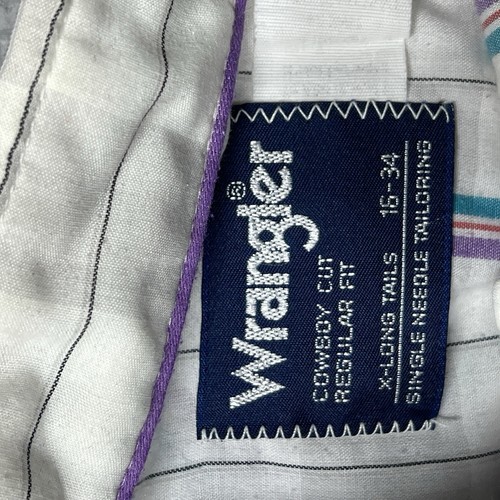 Wrangler®
COWBOY CUT
REGULAR FIT
X-LONG TAILS 16-34
SINGLE NEEDLE TAILORING